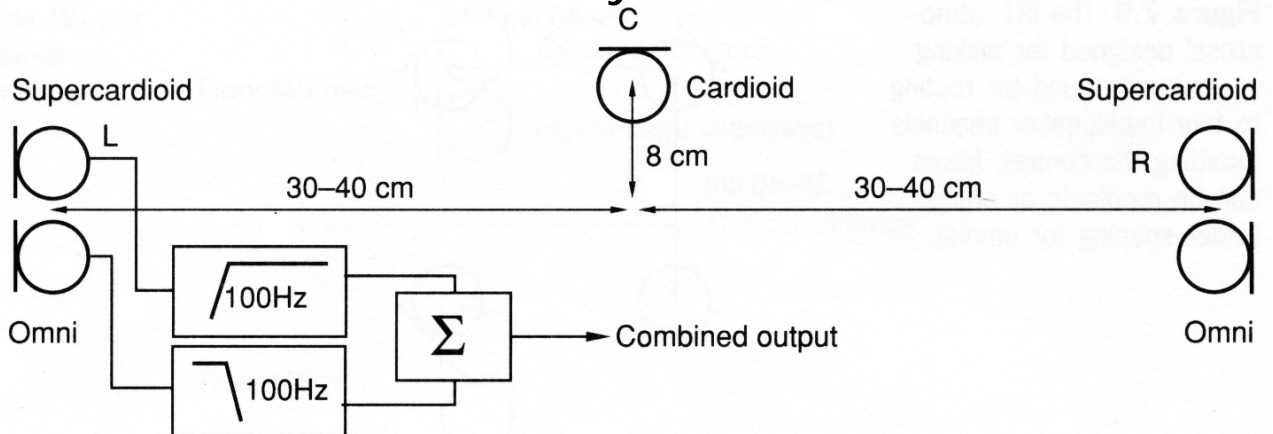 C
Supercardioid
Cardioid
Supercardioid
L
8 cm
R
30–40 cm
30–40 cm
100Hz
Omni
Σ
Combined output
Omni
100Hz